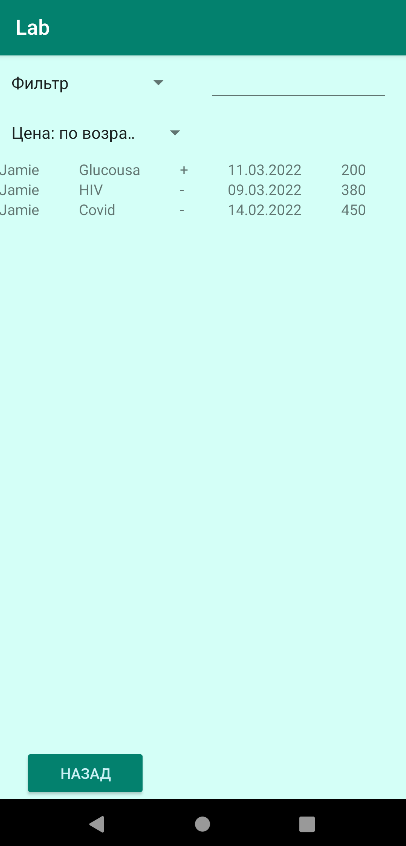 Lab
Фильтр
Цена: по возра..
Jamie Glucousa + 11.03.2022 200
Jamie HIV - 09.03.2022 380
Jamie Covid - 14.02.2022 450
НАЗАД